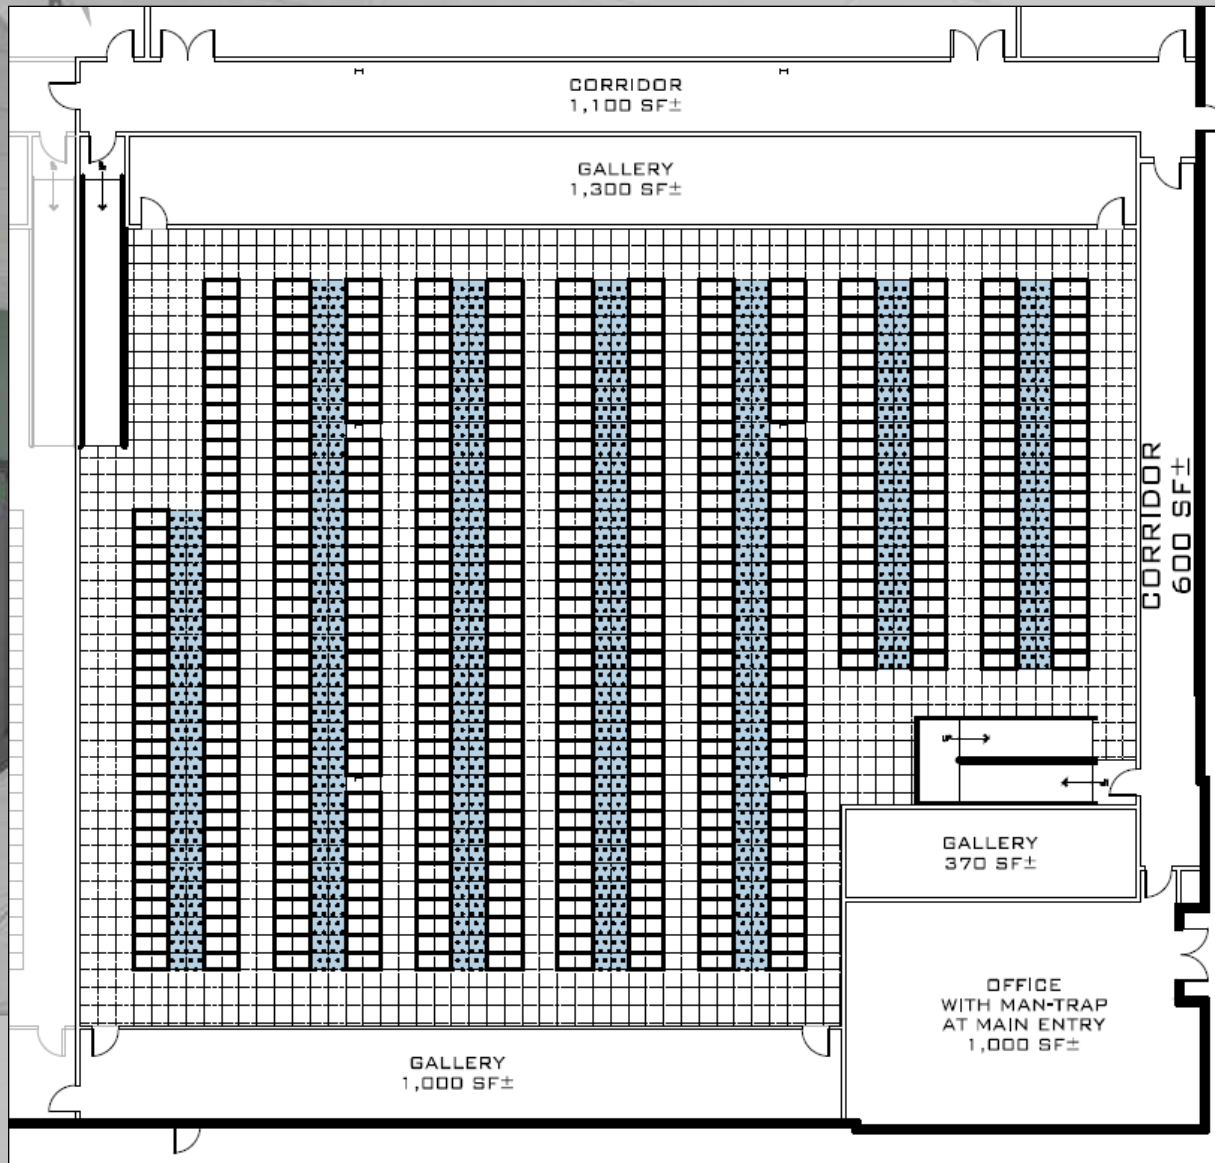 CORRIDOR
1,100 SF±
GALLERY
1,300 SF±
CORRIDOR
600 SF±
UP
GALLERY
370 SF±
OFFICE
WITH MAN-TRAP
AT MAIN ENTRY
1,000 SF±
GALLERY
1,000 SF±